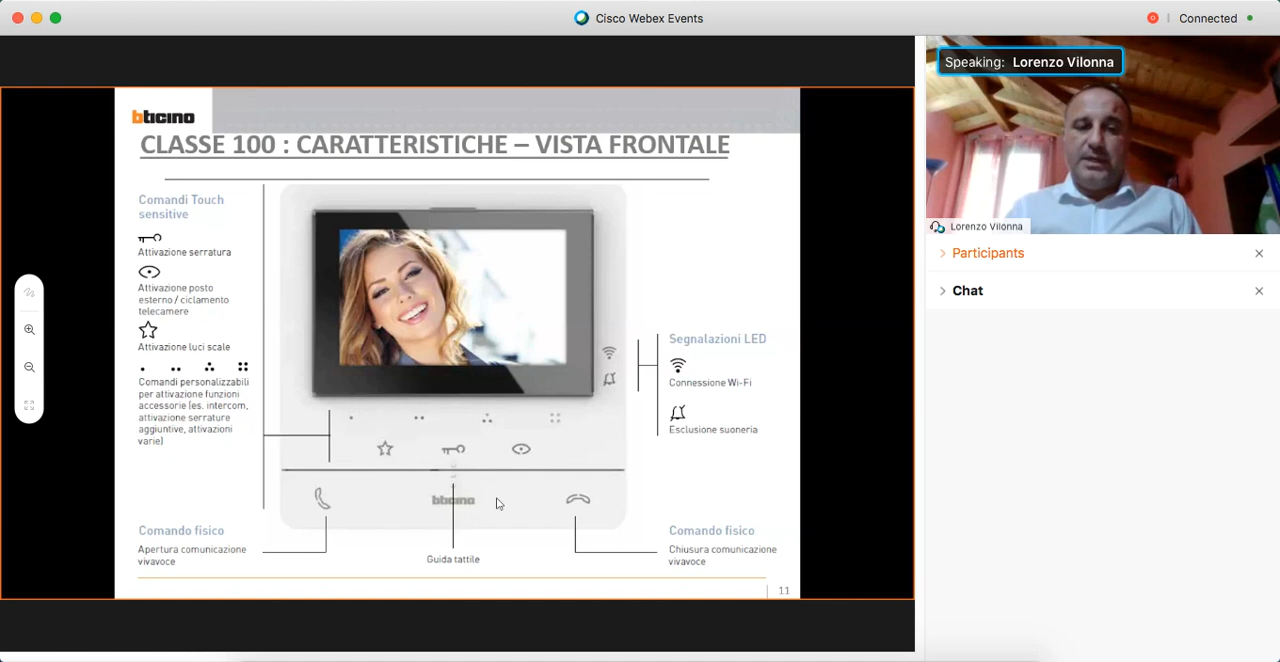 Cisco Webex Events
Connected
Speaking: Lorenzo Vilonna
Lorenzo Vilonna
Participants
Chat
bticino
CLASSE 100 : CARATTERISTICHE – VISTA FRONTALE
Comandi Touch
sensitive
Attivazione serratura
Attivazione posto
esterno / ciclamento
telecamere
Attivazione luci scale
Comandi personalizzabili
per attivazione funzioni
accessorie (es. intercom,
attivazione serrature
aggiuntive, attivazioni
varie)
Segnalazioni LED
Connessione Wi-Fi
Esclusione suoneria
bticino
Comando fisico
Apertura comunicazione
vivavoce
Guida tattile
Comando fisico
Chiusura comunicazione
vivavoce
11